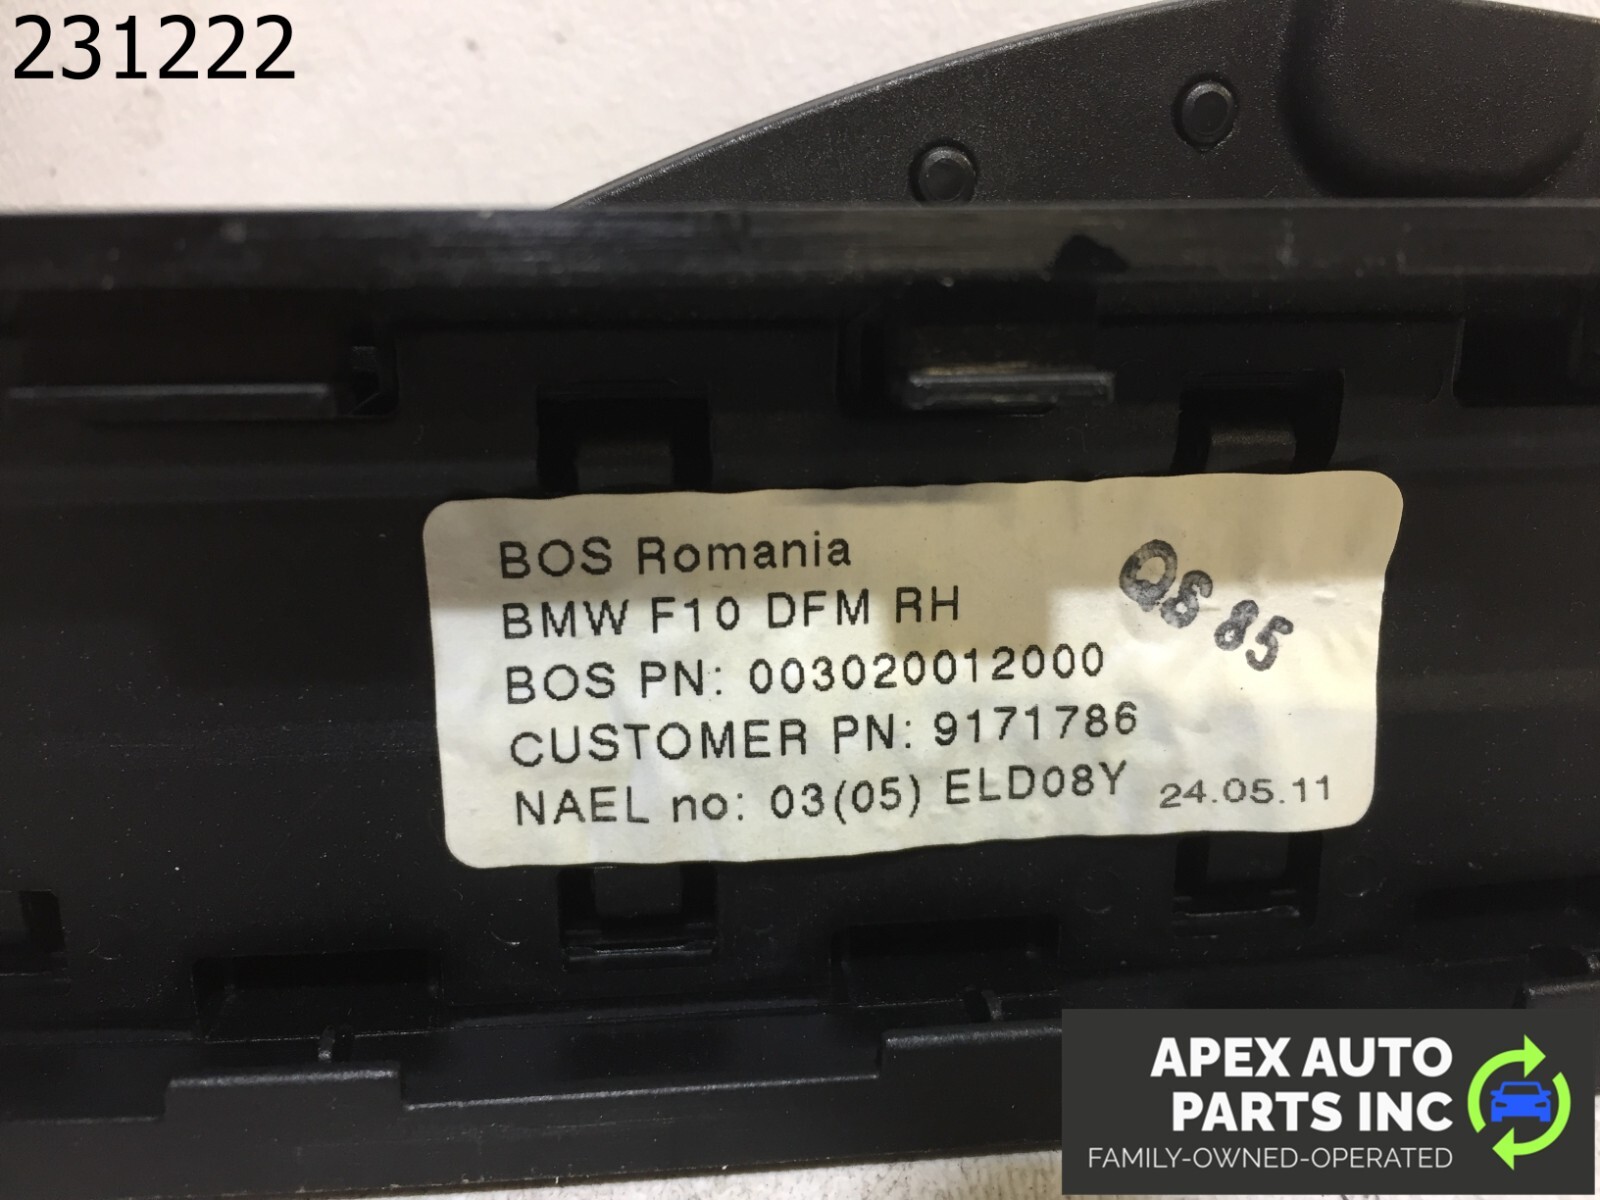 231222
BOS Romania
BMW F10 DFM RH
BOS PN: 003020012000
CUSTOMER PN: 9171786
NAEL no: 03(05) ELD08Y 24.05.11
QS 85
APEX AUTO
PARTS INC
FAMILY-OWNED-OPERATED